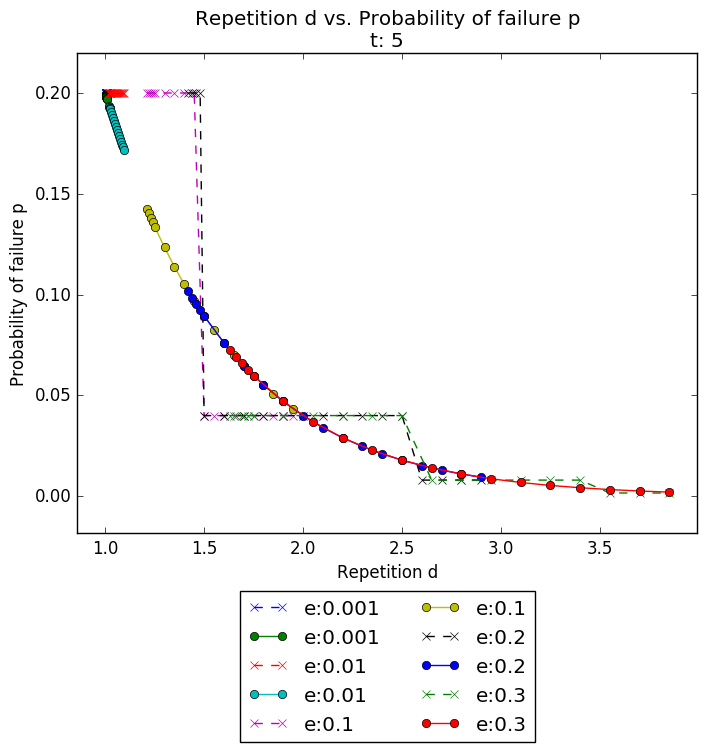 Repetition d vs. Probability of failure p
t: 5
0.20
0.15
0.10
0.05
0.00
Probability of failure p
1.0 1.5 2.0 2.5 3.0 3.5
Repetition d
e:0.001 e:0.1
e:0.001 e:0.2
e:0.01 e:0.2
e:0.01 e:0.3
e:0.1 e:0.3